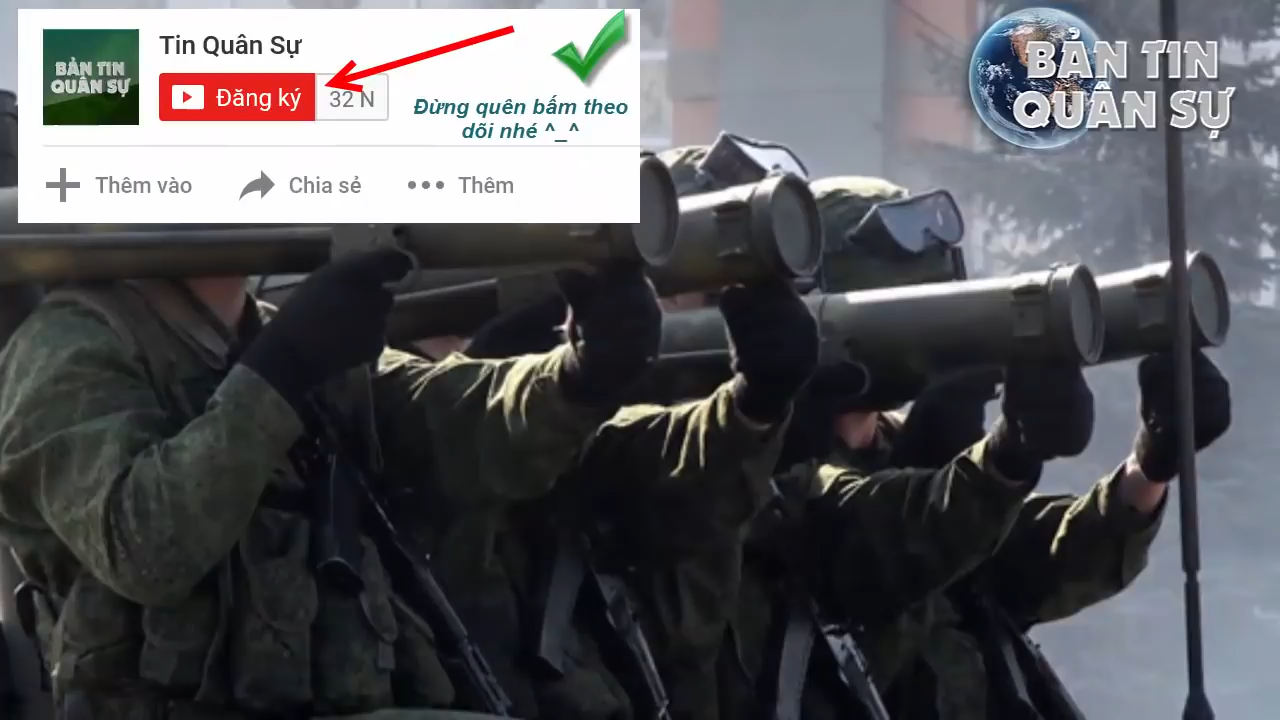 Tin Quân Sự
BẢN TIN
QUÂN SỰ
Đăng ký
32 N
Đừng quên bấm theo
dõi nhé ^_^
Thêm vào
Chia sẻ
Thêm
BẢN TIN
QUÂN SỰ